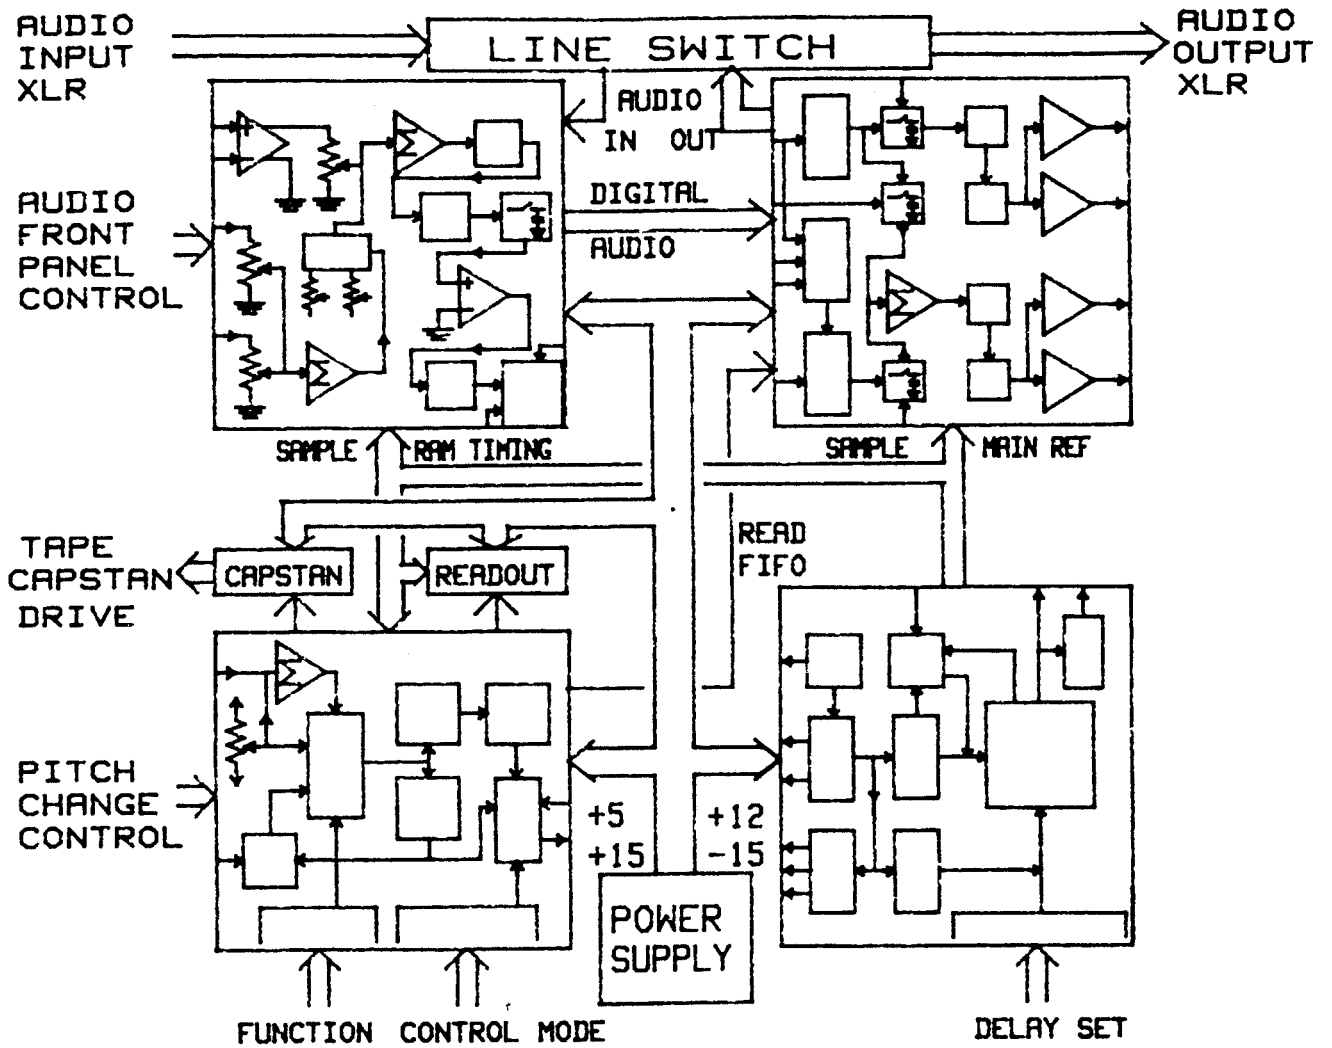 AUDIO
INPUT
XLR
LINE SWITCH
AUDIO
OUTPUT
XLR
AUDIO
IN OUT
AUDIO
FRONT
PANEL
CONTROL
DIGITAL
AUDIO
SAMPLE
RAM TIMING
SAMPLE
MAIN REF
TAPE
CAPSTAN
DRIVE
CAPSTAN
READOUT
READ
FIFO
PITCH
CHANGE
CONTROL
+5
+15
+12
-15
POWER
SUPPLY
FUNCTION
CONTROL MODE
DELAY SET